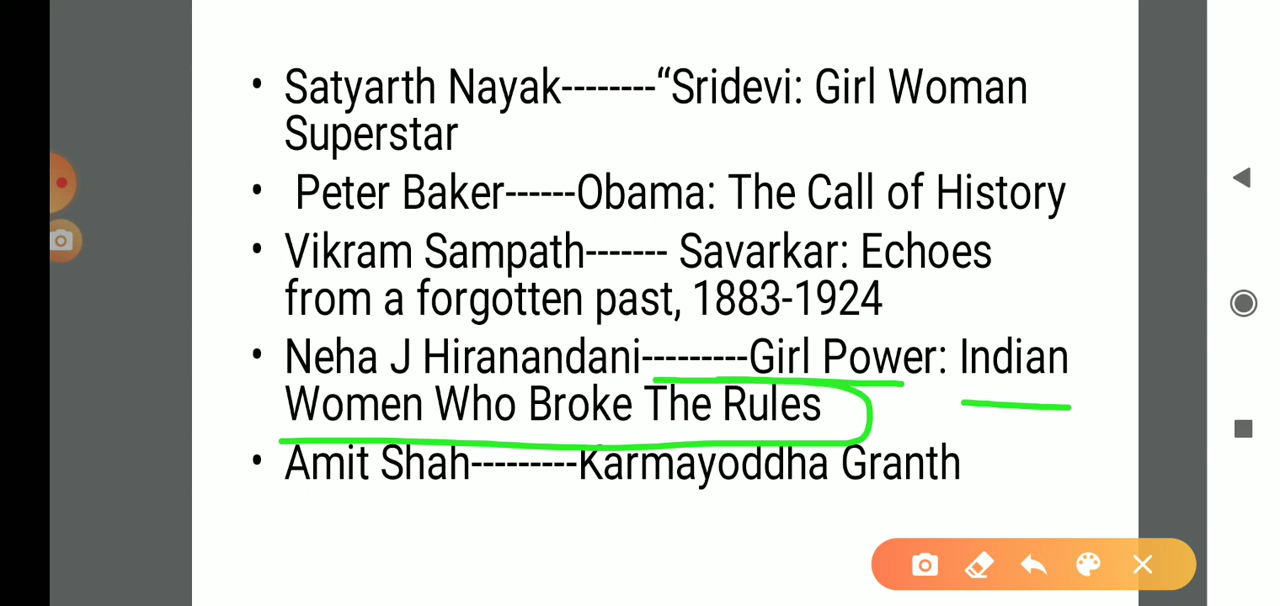 • Satyarth Nayak--------“Sridevi: Girl Woman
Superstar
• Peter Baker------Obama: The Call of History
• Vikram Sampath------- Savarkar: Echoes
from a forgotten past, 1883-1924
• Neha J Hiranandani---------Girl Power: Indian
Women Who Broke The Rules
• Amit Shah---------Karmayoddha Granth